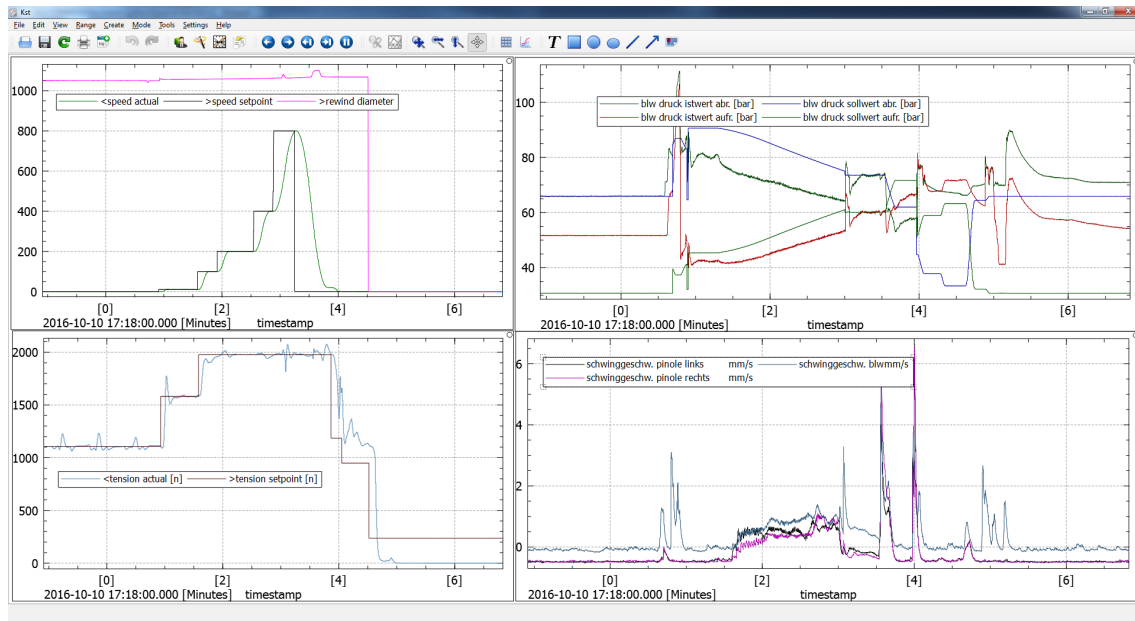 Kst
File Edit View Range Create Mode Tools Settings Help
T
<speed actual >speed setpoint >rewind diameter
800
600
400
200
0
[0] [2] [4] [6]
2016-10-10 17:18:00.000 [Minutes] timestamp
blw druck istwert abr. [bar] blw druck sollwert abr. [bar]
blw druck istwert aufr. [bar] blw druck sollwert aufr. [bar]
100
80
60
40
[0] [2] [4] [6]
2016-10-10 17:18:00.000 [Minutes] timestamp
2000
1500
1000
500
0
<tension actual [n] >tension setpoint [n]
[0] [2] [4] [6]
2016-10-10 17:18:00.000 [Minutes] timestamp
schwinggeschw. pinole links mm/s schwinggeschw. blwmm/s
schwinggeschw. pinole rechts mm/s
6
4
2
0
[0] [2] [4] [6]
2016-10-10 17:18:00.000 [Minutes] timestamp